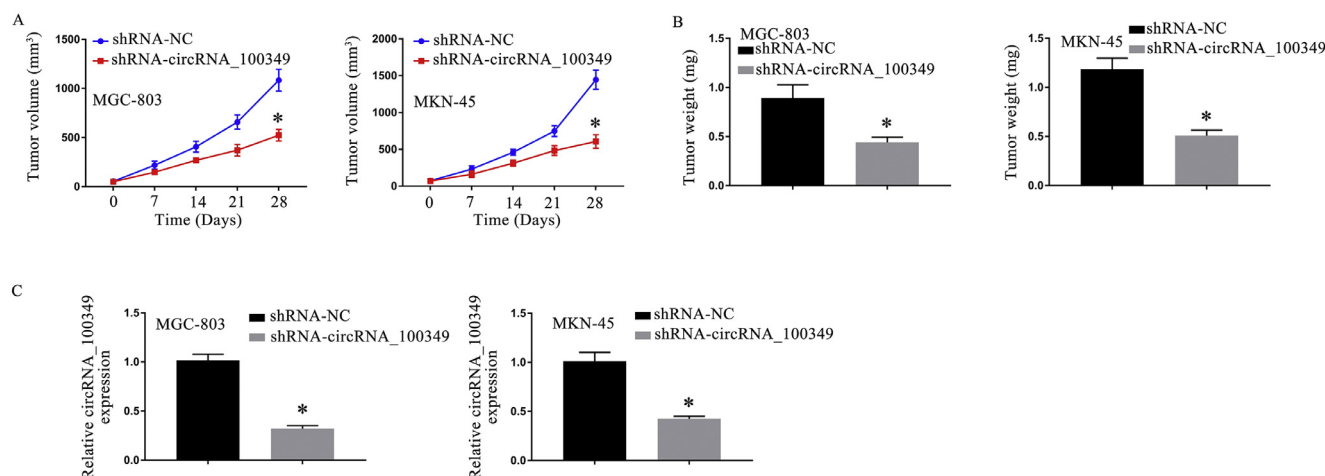 A
shRNA-NC
shRNA-circRNA_100349
MGC-803
Tumor volume (mm³)
1500
1000
500
0
0 7 14 21 28
Time (Days)
*
shRNA-NC
shRNA-circRNA_100349
MKN-45
Tumor volume (mm³)
2000
1500
1000
500
0
0 7 14 21 28
Time (Days)
*
B
MGC-803
shRNA-NC
shRNA-circRNA_100349
Tumor weight (mg)
1.5
1.0
0.5
0.0
*
MKN-45
shRNA-NC
shRNA-circRNA_100349
Tumor weight (mg)
1.5
1.0
0.5
0.0
*
C
MGC-803
shRNA-NC
shRNA-circRNA_100349
Relative circRNA_100349
expression
1.5
1.0
0.5
0.0
*
MKN-45
shRNA-NC
shRNA-circRNA_100349
Relative circRNA_100349
expression
1.5
1.0
0.5
0.0
*